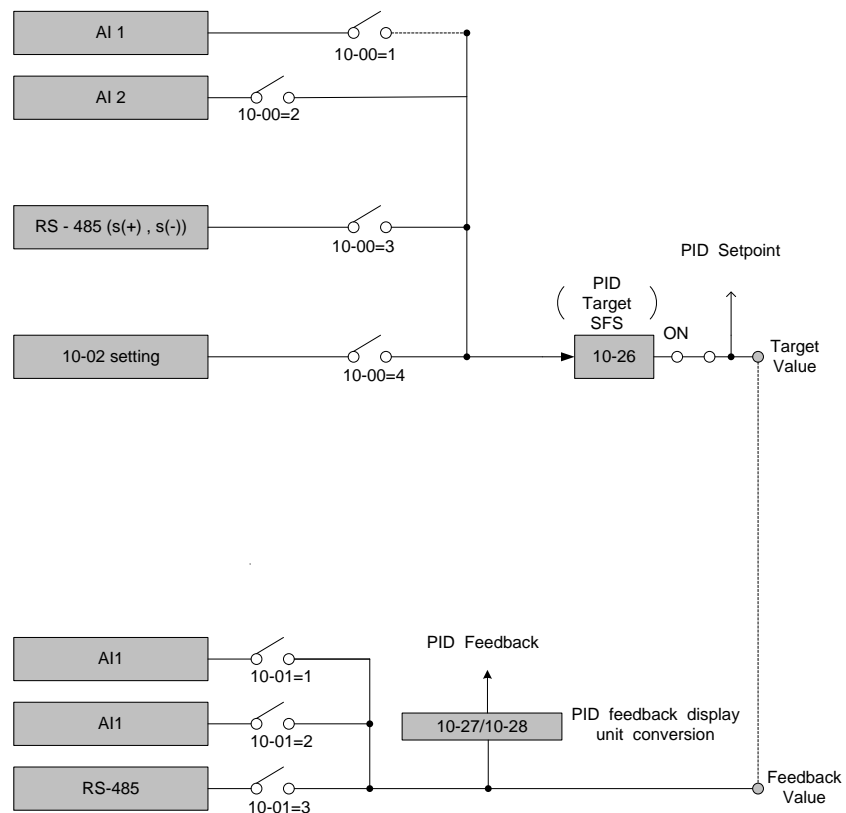 AI 1
10-00=1
AI 2
10-00=2
RS - 485 (s(+) , s(-))
10-00=3
PID Setpoint
( PID
Target
SFS )
10-02 setting
10-00=4
10-26
ON
Target
Value
AI1
10-01=1
PID Feedback
AI1
10-01=2
10-27/10-28
PID feedback display
unit conversion
RS-485
10-01=3
Feedback
Value